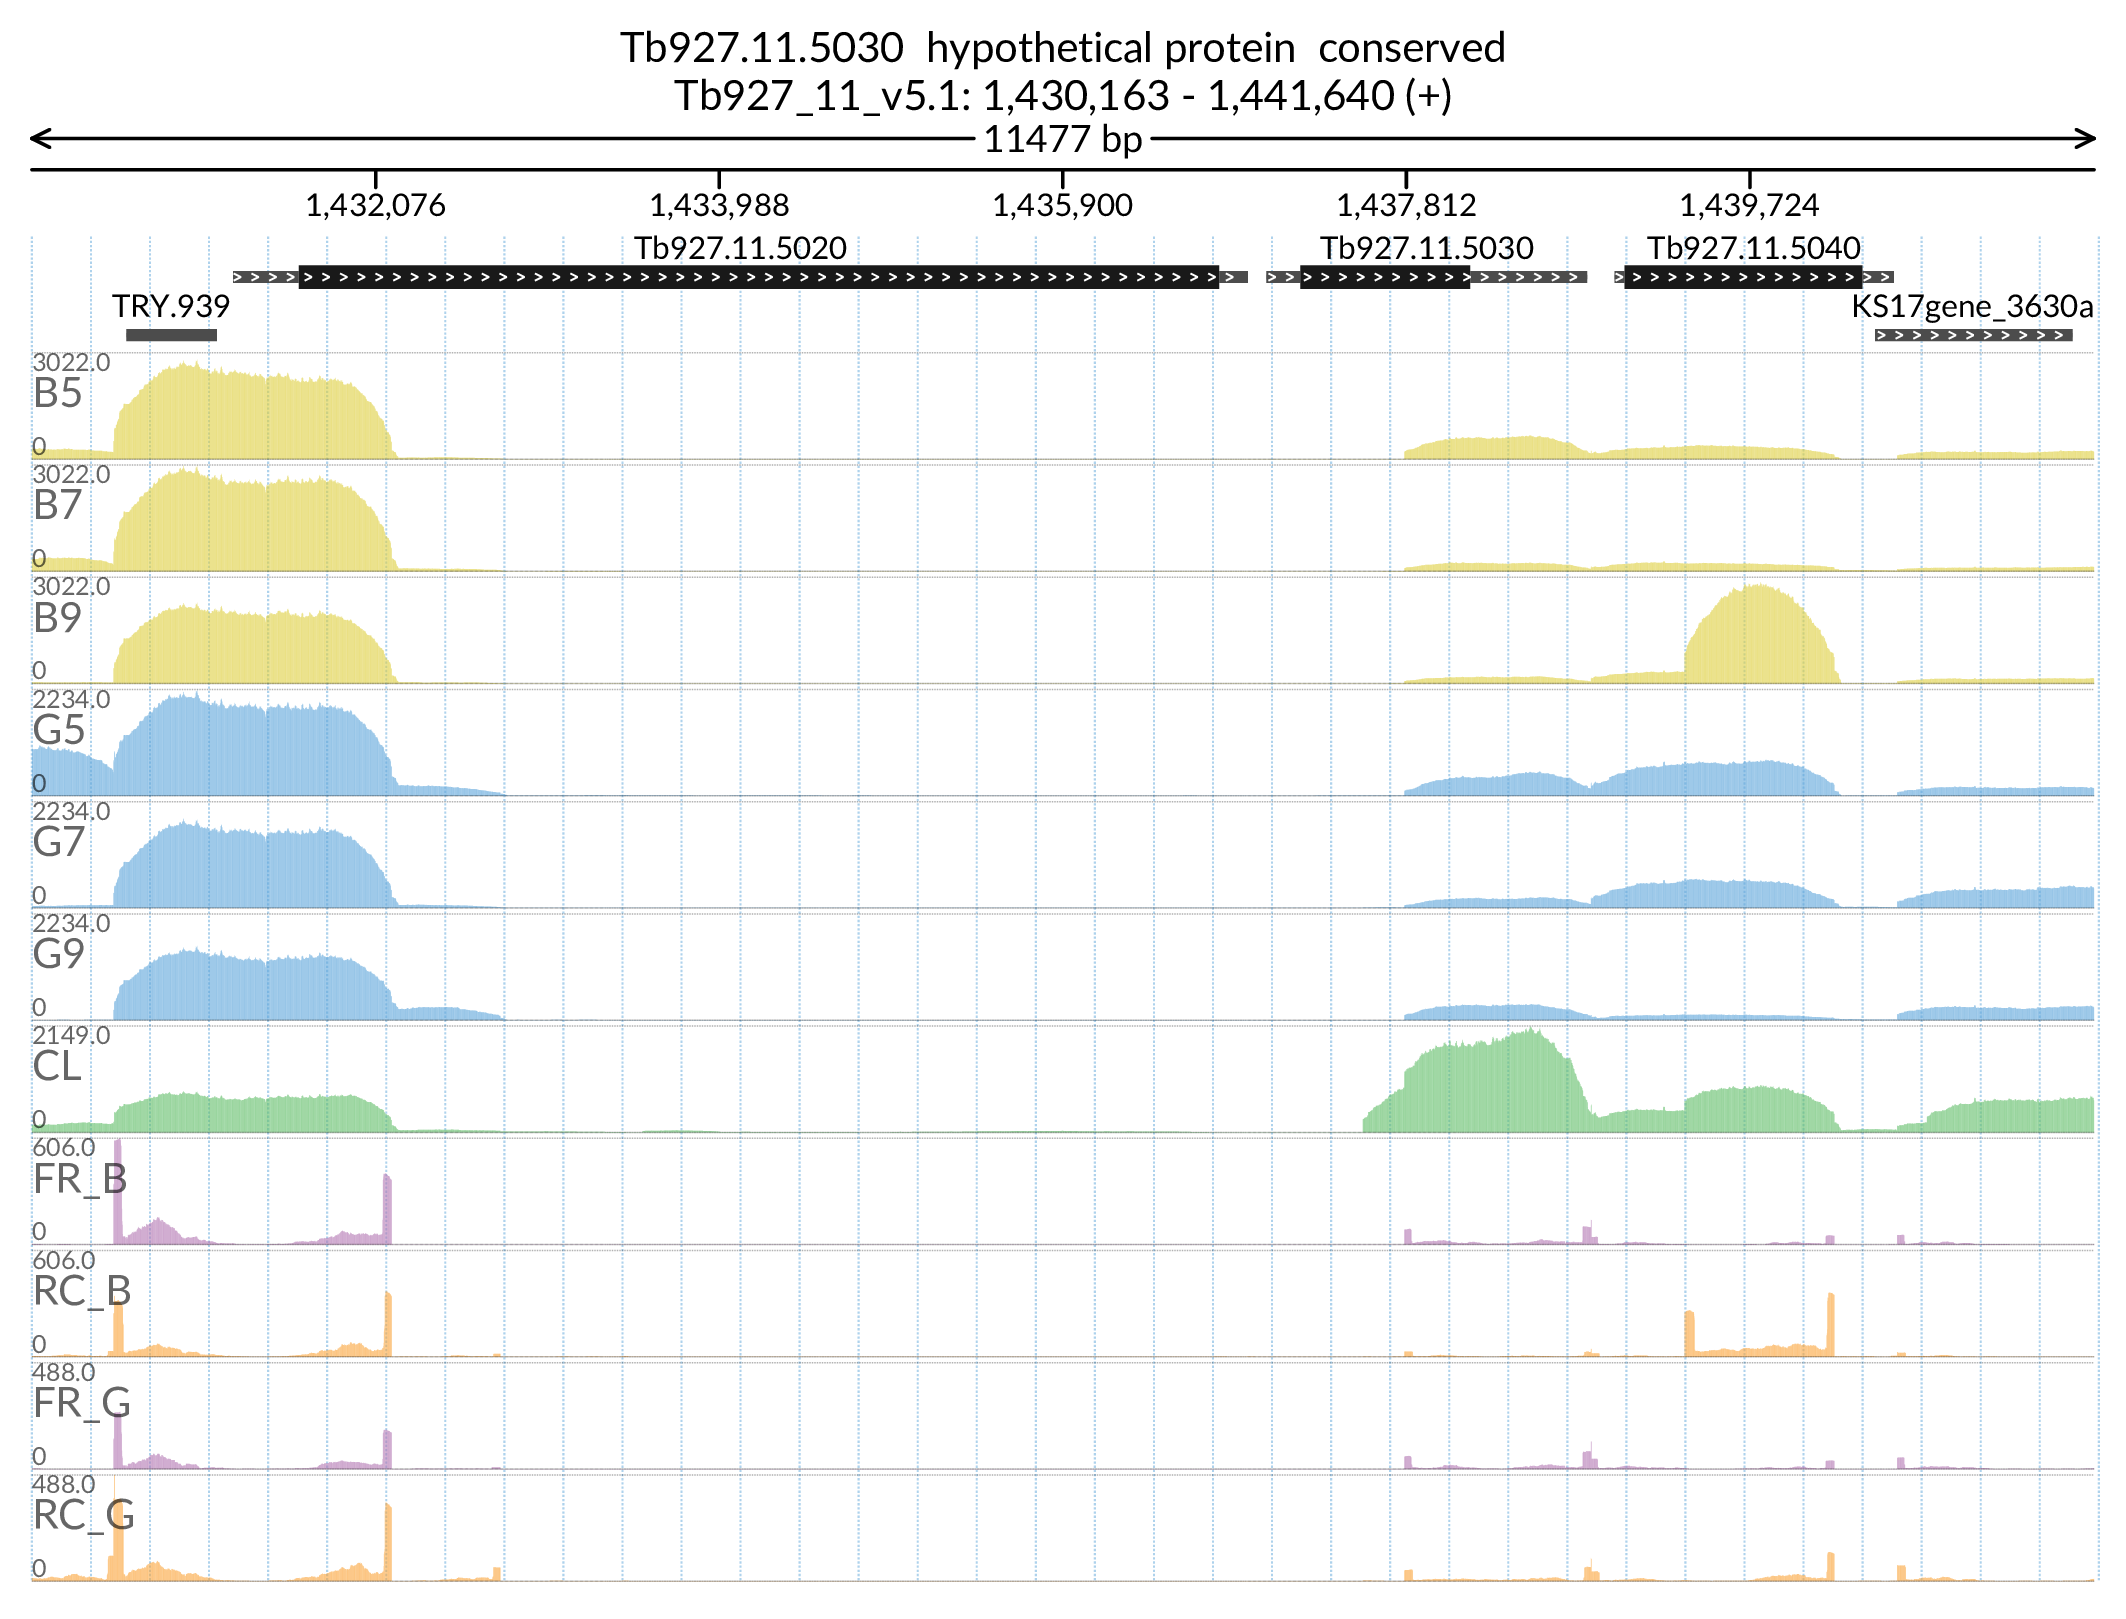 Tb927.11.5030  hypothetical protein  conserved
Tb927_11_v5.1: 1,430,163 - 1,441,640 (+)
11477 bp
1,432,076 1,433,988 1,435,900 1,437,812 1,439,724
Tb927.11.5020 Tb927.11.5030 Tb927.11.5040
TRY.939 KS17gene_3630a
3022.0
B5
0
3022.0
B7
0
3022.0
B9
0
2234.0
G5
0
2234.0
G7
0
2234.0
G9
0
2149.0
CL
0
606.0
FR_B
0
606.0
RC_B
0
488.0
FR_G
0
488.0
RC_G
0